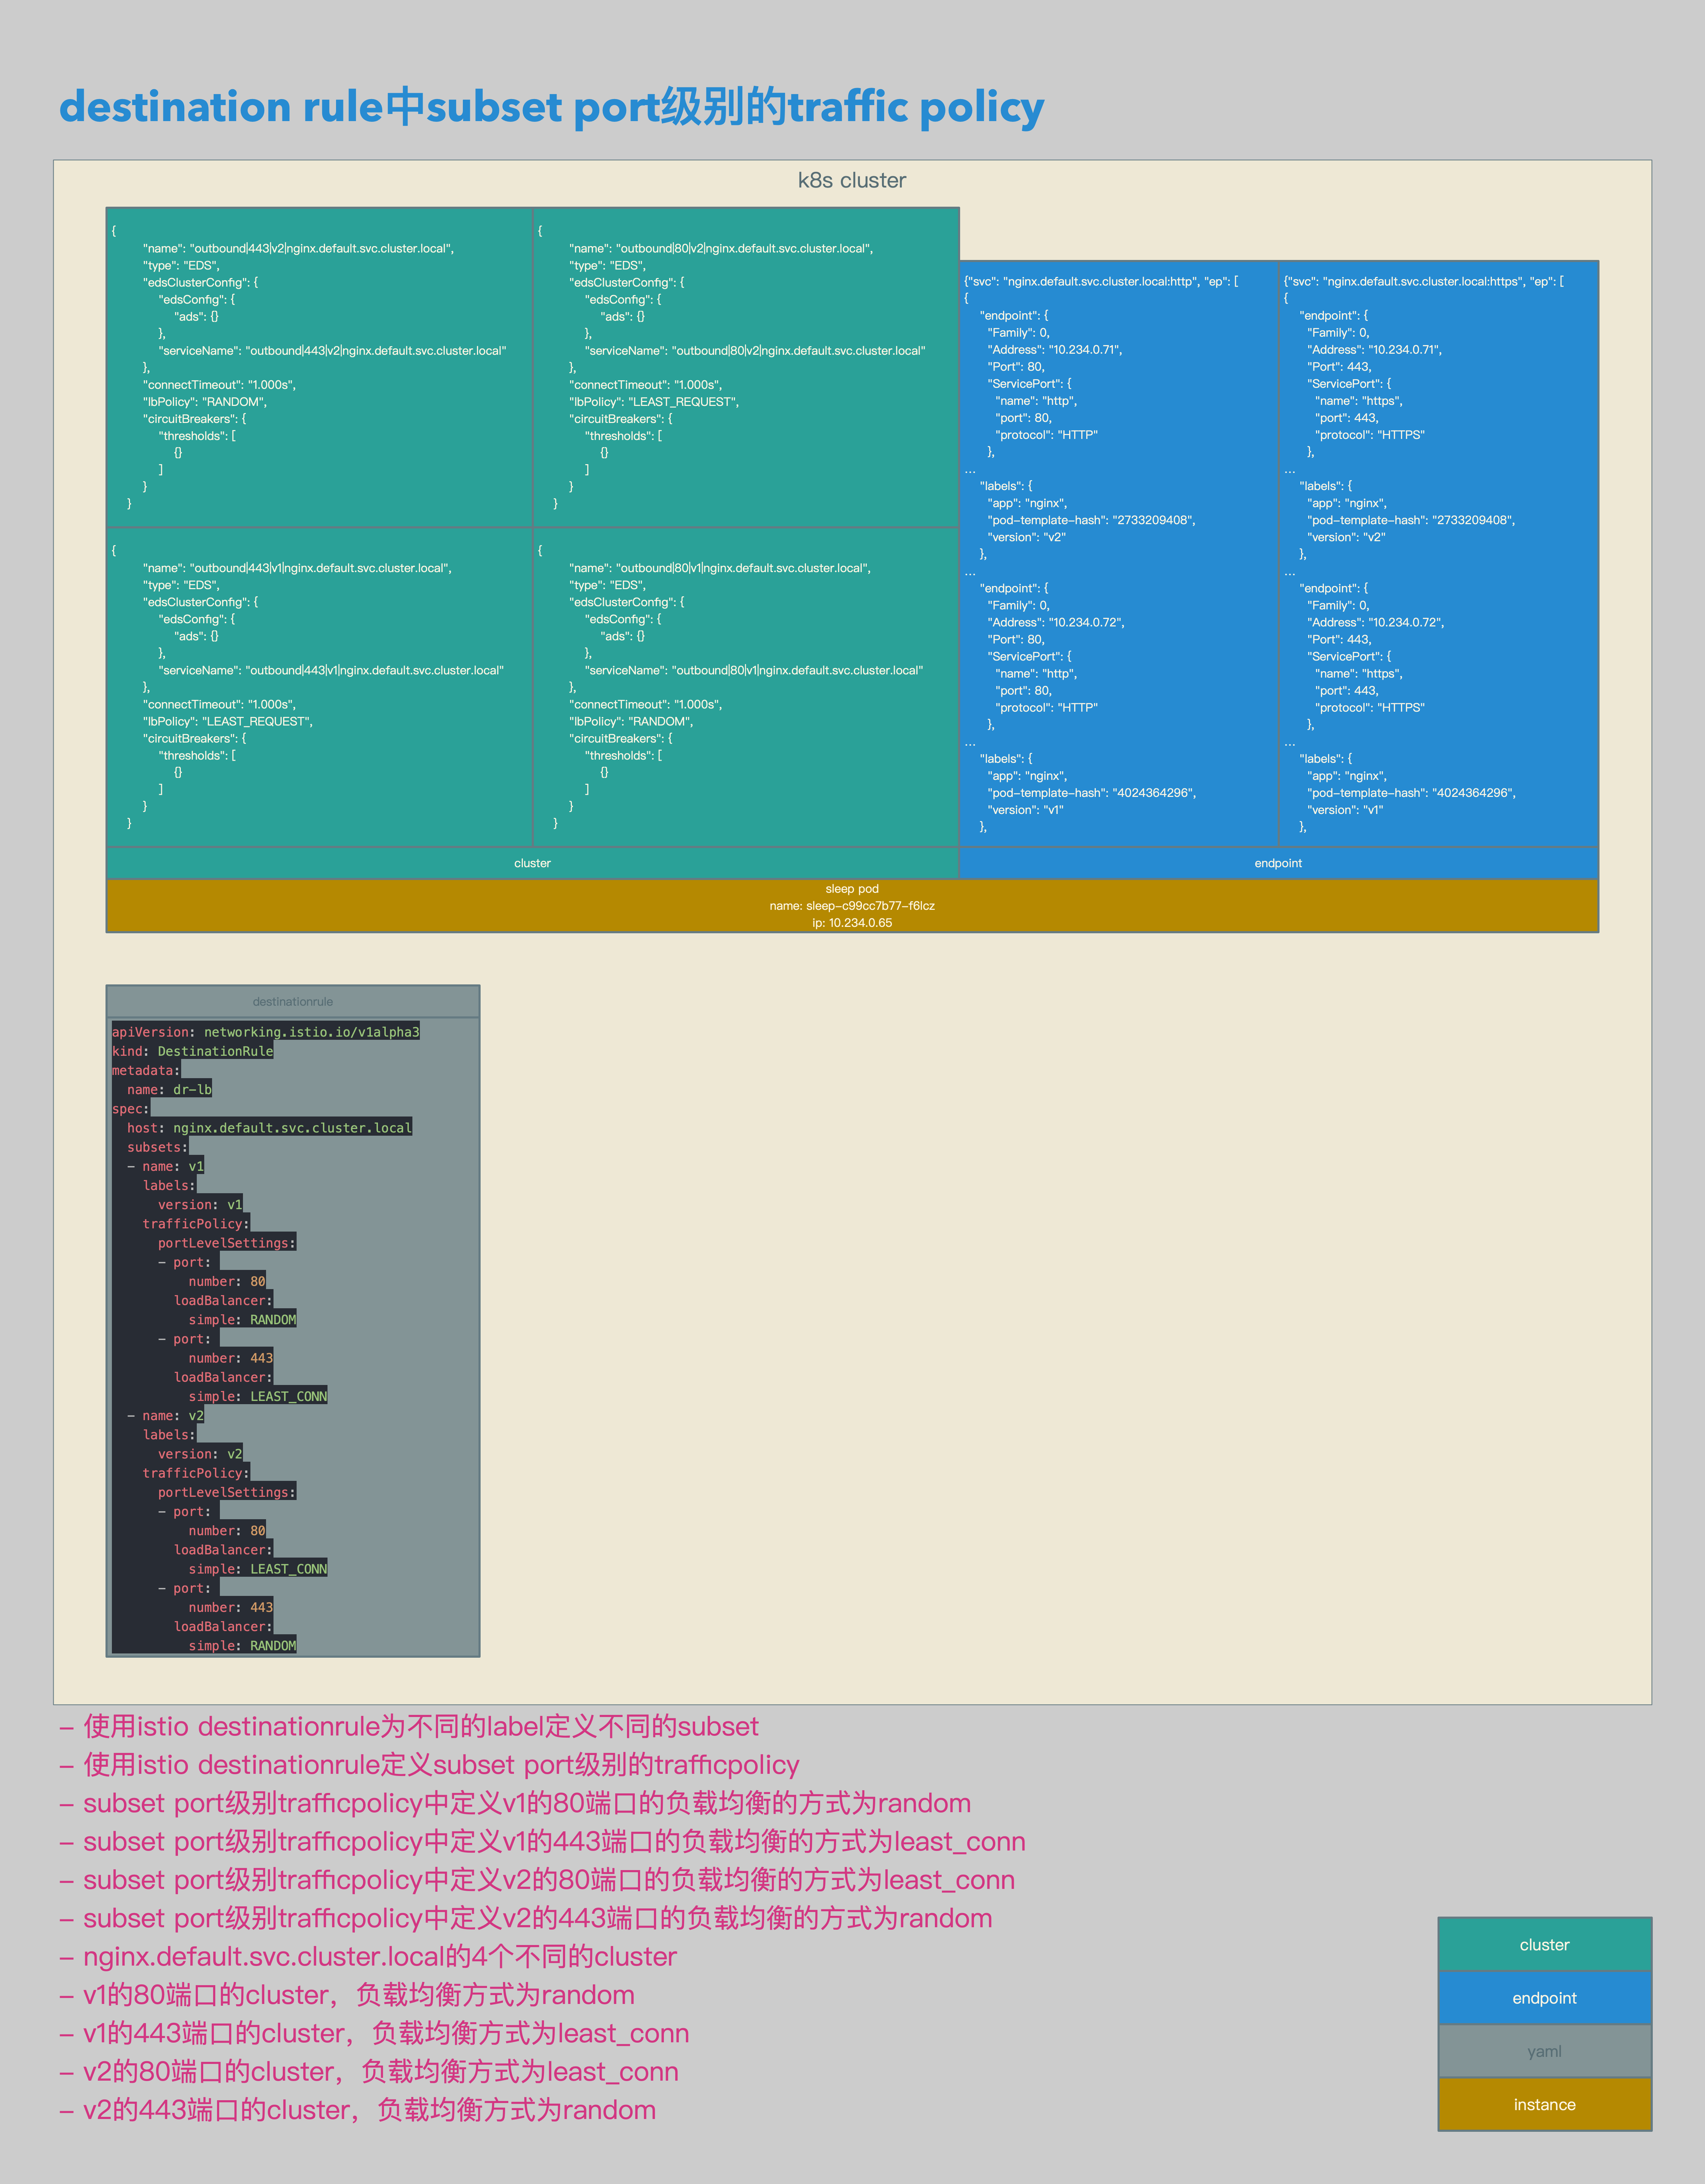 destination rule中subset port级别的traffic policy
k8s cluster
{
"name": "outbound|443|v2|nginx.default.svc.cluster.local",
"type": "EDS",
"edsClusterConfig": {
"edsConfig": {
"ads": {}
},
"serviceName": "outbound|443|v2|nginx.default.svc.cluster.local"
},
"connectTimeout": "1.000s",
"lbPolicy": "RANDOM",
"circuitBreakers": {
"thresholds": [
{}
]
}
}
{
"name": "outbound|80|v2|nginx.default.svc.cluster.local",
"type": "EDS",
"edsClusterConfig": {
"edsConfig": {
"ads": {}
},
"serviceName": "outbound|80|v2|nginx.default.svc.cluster.local"
},
"connectTimeout": "1.000s",
"lbPolicy": "LEAST_REQUEST",
"circuitBreakers": {
"thresholds": [
{}
]
}
}
{
"name": "outbound|443|v1|nginx.default.svc.cluster.local",
"type": "EDS",
"edsClusterConfig": {
"edsConfig": {
"ads": {}
},
"serviceName": "outbound|443|v1|nginx.default.svc.cluster.local"
},
"connectTimeout": "1.000s",
"lbPolicy": "LEAST_REQUEST",
"circuitBreakers": {
"thresholds": [
{}
]
}
}
{
"name": "outbound|80|v1|nginx.default.svc.cluster.local",
"type": "EDS",
"edsClusterConfig": {
"edsConfig": {
"ads": {}
},
"serviceName": "outbound|80|v1|nginx.default.svc.cluster.local"
},
"connectTimeout": "1.000s",
"lbPolicy": "RANDOM",
"circuitBreakers": {
"thresholds": [
{}
]
}
}
cluster
{"svc": "nginx.default.svc.cluster.local:http", "ep": [
{
"endpoint": {
"Family": 0,
"Address": "10.234.0.71",
"Port": 80,
"ServicePort": {
"name": "http",
"port": 80,
"protocol": "HTTP"
},
...
"labels": {
"app": "nginx",
"pod-template-hash": "2733209408",
"version": "v2"
},
...
"endpoint": {
"Family": 0,
"Address": "10.234.0.72",
"Port": 80,
"ServicePort": {
"name": "http",
"port": 80,
"protocol": "HTTP"
},
...
"labels": {
"app": "nginx",
"pod-template-hash": "4024364296",
"version": "v1"
},
{"svc": "nginx.default.svc.cluster.local:https", "ep": [
{
"endpoint": {
"Family": 0,
"Address": "10.234.0.71",
"Port": 443,
"ServicePort": {
"name": "https",
"port": 443,
"protocol": "HTTPS"
},
...
"labels": {
"app": "nginx",
"pod-template-hash": "2733209408",
"version": "v2"
},
...
"endpoint": {
"Family": 0,
"Address": "10.234.0.72",
"Port": 443,
"ServicePort": {
"name": "https",
"port": 443,
"protocol": "HTTPS"
},
...
"labels": {
"app": "nginx",
"pod-template-hash": "4024364296",
"version": "v1"
},
endpoint
sleep pod
name: sleep-c99cc7b77-f6lcz
ip: 10.234.0.65
destinationrule
apiVersion: networking.istio.io/v1alpha3
kind: DestinationRule
metadata:
name: dr-lb
spec:
host: nginx.default.svc.cluster.local
subsets:
- name: v1
labels:
version: v1
trafficPolicy:
portLevelSettings:
- port:
number: 80
loadBalancer:
simple: RANDOM
- port:
number: 443
loadBalancer:
simple: LEAST_CONN
- name: v2
labels:
version: v2
trafficPolicy:
portLevelSettings:
- port:
number: 80
loadBalancer:
simple: LEAST_CONN
- port:
number: 443
loadBalancer:
simple: RANDOM
- 使用istio destinationrule为不同的label定义不同的subset
- 使用istio destinationrule定义subset port级别的trafficpolicy
- subset port级别trafficpolicy中定义v1的80端口的负载均衡的方式为random
- subset port级别trafficpolicy中定义v1的443端口的负载均衡的方式为least_conn
- subset port级别trafficpolicy中定义v2的80端口的负载均衡的方式为least_conn
- subset port级别trafficpolicy中定义v2的443端口的负载均衡的方式为random
- nginx.default.svc.cluster.local的4个不同的cluster
- v1的80端口的cluster，负载均衡方式为random
- v1的443端口的cluster，负载均衡方式为least_conn
- v2的80端口的cluster，负载均衡方式为least_conn
- v2的443端口的cluster，负载均衡方式为random
cluster
endpoint
yaml
instance